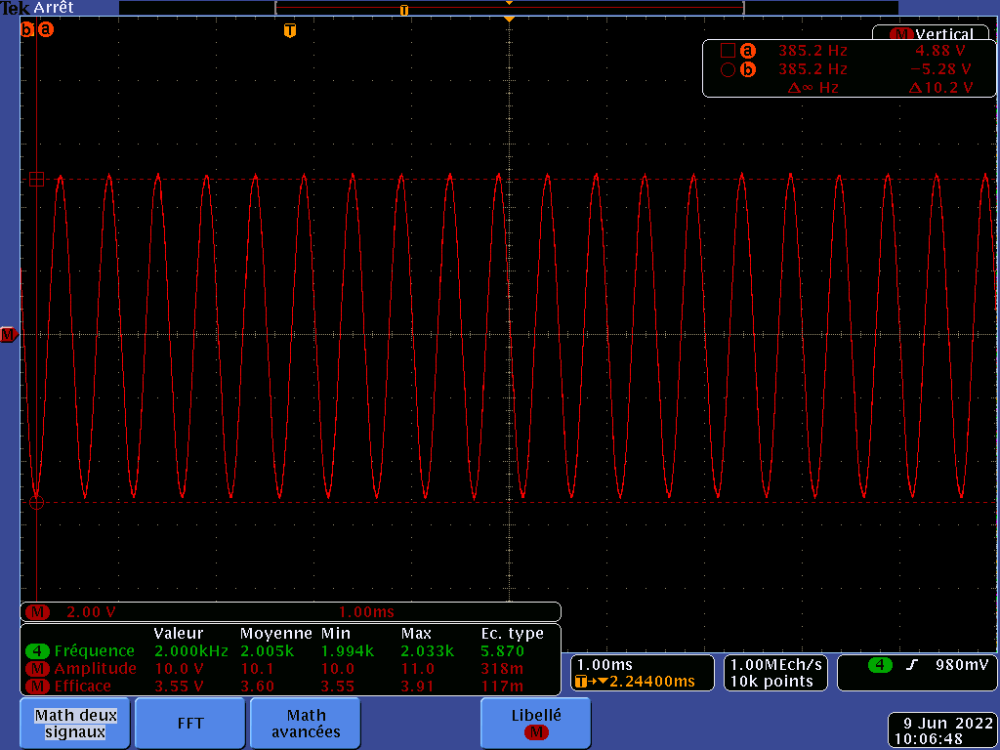 Tek Arrêt
T
b a
T
M Vertical
a 385.2 Hz 4.88 V
b 385.2 Hz −5.28 V
Δ∞ Hz Δ10.2 V
M
M 2.00 V 1.00ms
Valeur Moyenne Min Max Ec. type
4 Fréquence 2.000kHz 2.005k 1.994k 2.033k 5.870
M Amplitude 10.0 V 10.1 10.0 11.0 318m
M Efficace 3.55 V 3.60 3.55 3.91 117m
1.00ms
T→▼2.24400ms
1.00MEch/s
10k points
4 ƒ 980mV
Math deux
signaux
FFT
Math
avancées
Libellé
M
9 Jun 2022
10:06:48